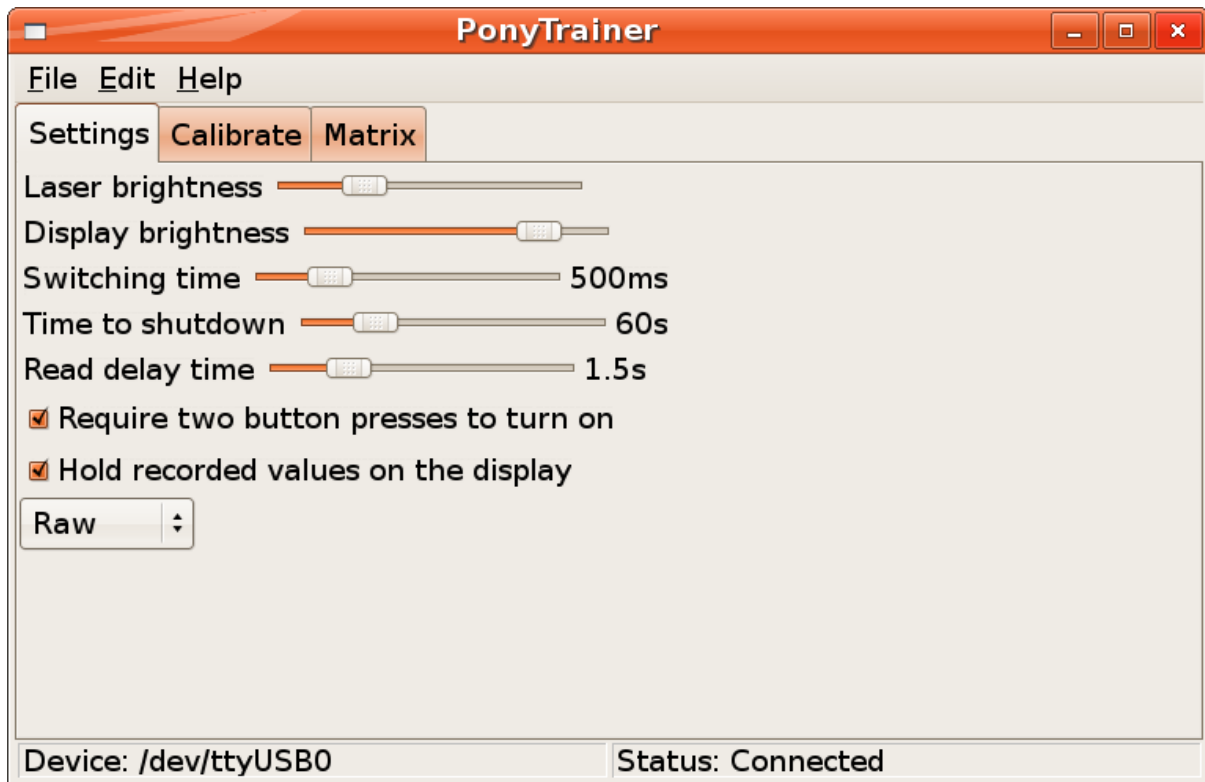 PonyTrainer
File Edit Help
Settings Calibrate Matrix
Laser brightness
Display brightness
Switching time 500ms
Time to shutdown 60s
Read delay time 1.5s
Require two button presses to turn on
Hold recorded values on the display
Raw
Device: /dev/ttyUSB0 Status: Connected